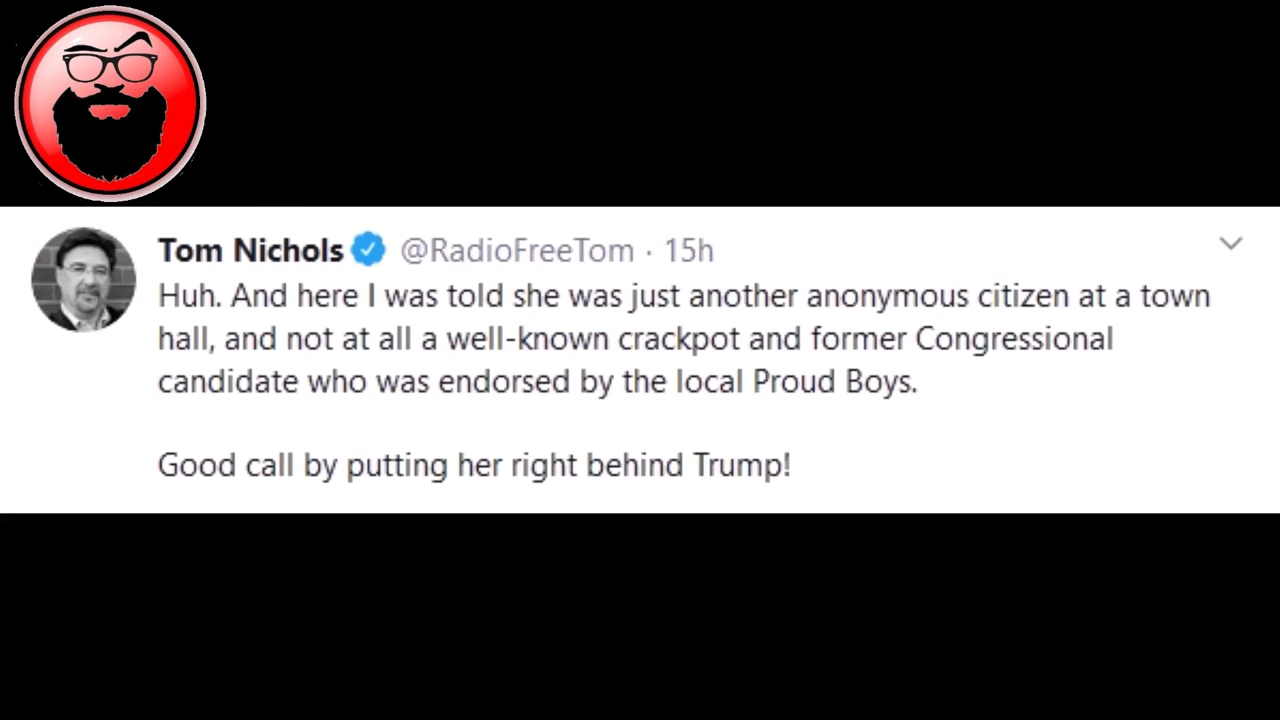 Tom Nichols @RadioFreeTom · 15h
Huh. And here I was told she was just another anonymous citizen at a town
hall, and not at all a well-known crackpot and former Congressional
candidate who was endorsed by the local Proud Boys.
Good call by putting her right behind Trump!